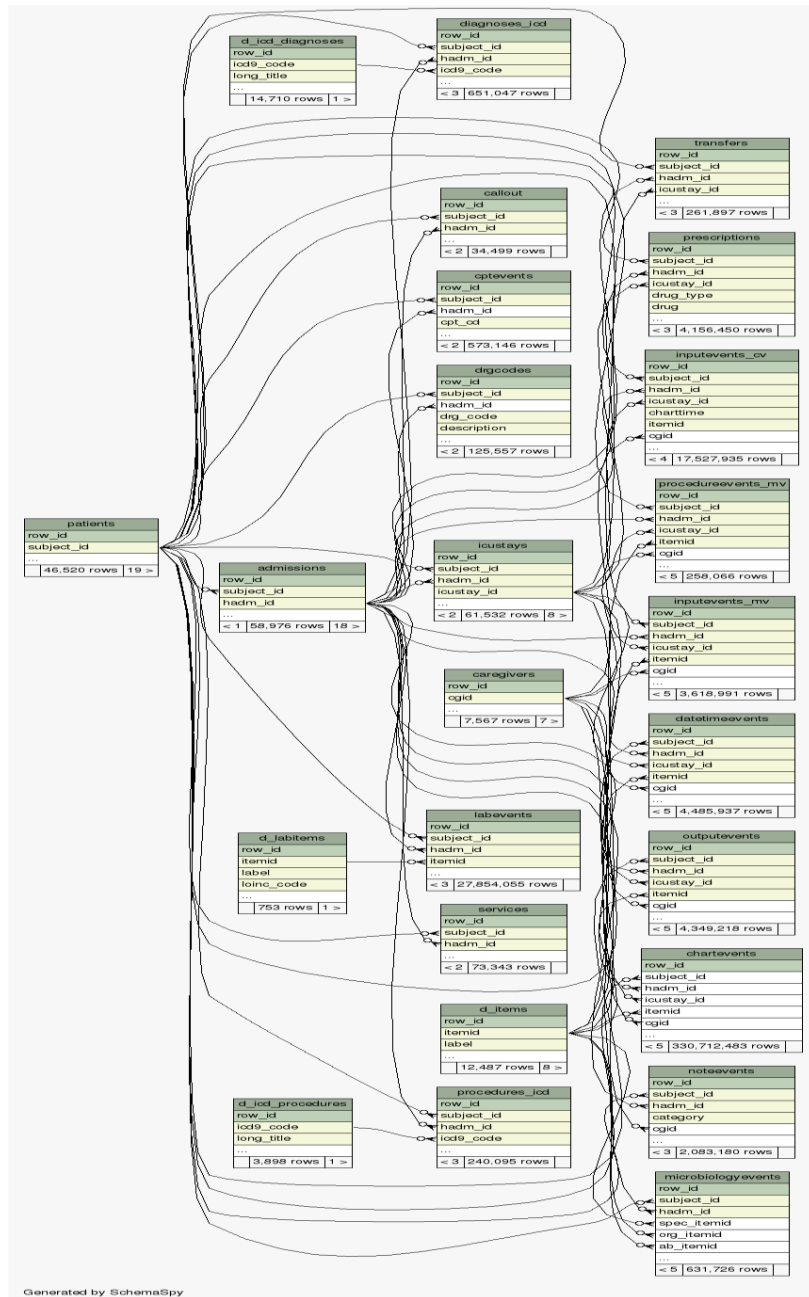 d_icd_diagnoses
row_id
icd9_code
long_title
...
14,710 rows 1 >
diagnoses_icd
row_id
subject_id
hadm_id
icd9_code
...
< 3 651,047 rows
transfers
row_id
subject_id
hadm_id
icustay_id
...
< 3 261,897 rows
callout
row_id
subject_id
hadm_id
...
< 2 34,499 rows
prescriptions
row_id
subject_id
hadm_id
icustay_id
drug_type
drug
...
< 3 4,156,450 rows
cptevents
row_id
subject_id
hadm_id
cpt_cd
...
< 2 573,146 rows
inputevents_cv
row_id
subject_id
hadm_id
icustay_id
charttime
itemid
cgid
...
< 4 17,527,935 rows
drgcodes
row_id
subject_id
hadm_id
drg_code
description
...
< 2 125,557 rows
procedureevents_mv
row_id
subject_id
hadm_id
icustay_id
itemid
cgid
...
< 5 258,066 rows
patients
row_id
subject_id
...
46,520 rows 19 >
admissions
row_id
subject_id
hadm_id
...
< 1 58,976 rows 18 >
icustays
row_id
subject_id
hadm_id
icustay_id
...
< 2 61,532 rows 8 >
inputevents_mv
row_id
subject_id
hadm_id
icustay_id
itemid
cgid
...
< 5 3,618,991 rows
caregivers
row_id
cgid
...
7,567 rows 7 >
datetimeevents
row_id
subject_id
hadm_id
icustay_id
itemid
cgid
...
< 5 4,485,937 rows
d_labitems
row_id
itemid
label
loinc_code
...
753 rows 1 >
labevents
row_id
subject_id
hadm_id
itemid
...
< 3 27,854,055 rows
outputevents
row_id
subject_id
hadm_id
icustay_id
itemid
cgid
...
< 5 4,349,218 rows
services
row_id
subject_id
hadm_id
...
< 2 73,343 rows
chartevents
row_id
subject_id
hadm_id
icustay_id
itemid
cgid
...
< 5 330,712,483 rows
d_items
row_id
itemid
label
...
12,487 rows 8 >
noteevents
row_id
subject_id
hadm_id
category
cgid
...
< 3 2,083,180 rows
d_icd_procedures
row_id
icd9_code
long_title
...
3,898 rows 1 >
procedures_icd
row_id
subject_id
hadm_id
icd9_code
...
< 3 240,095 rows
microbiologyevents
row_id
subject_id
hadm_id
spec_itemid
org_itemid
ab_itemid
...
< 5 631,726 rows
Generated by SchemaSpy